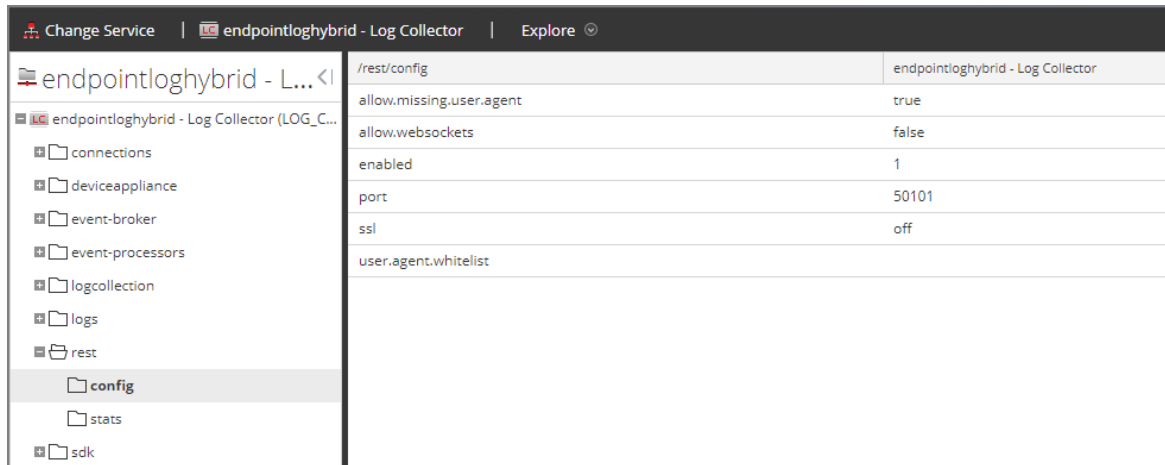 Change Service | LC endpointloghybrid - Log Collector | Explore
endpointloghybrid - L...
LC endpointloghybrid - Log Collector (LOG_C...
connections
deviceappliance
event-broker
event-processors
logcollection
logs
rest
config
stats
sdk
/rest/config endpointloghybrid - Log Collector
allow.missing.user.agent true
allow.websockets false
enabled 1
port 50101
ssl off
user.agent.whitelist